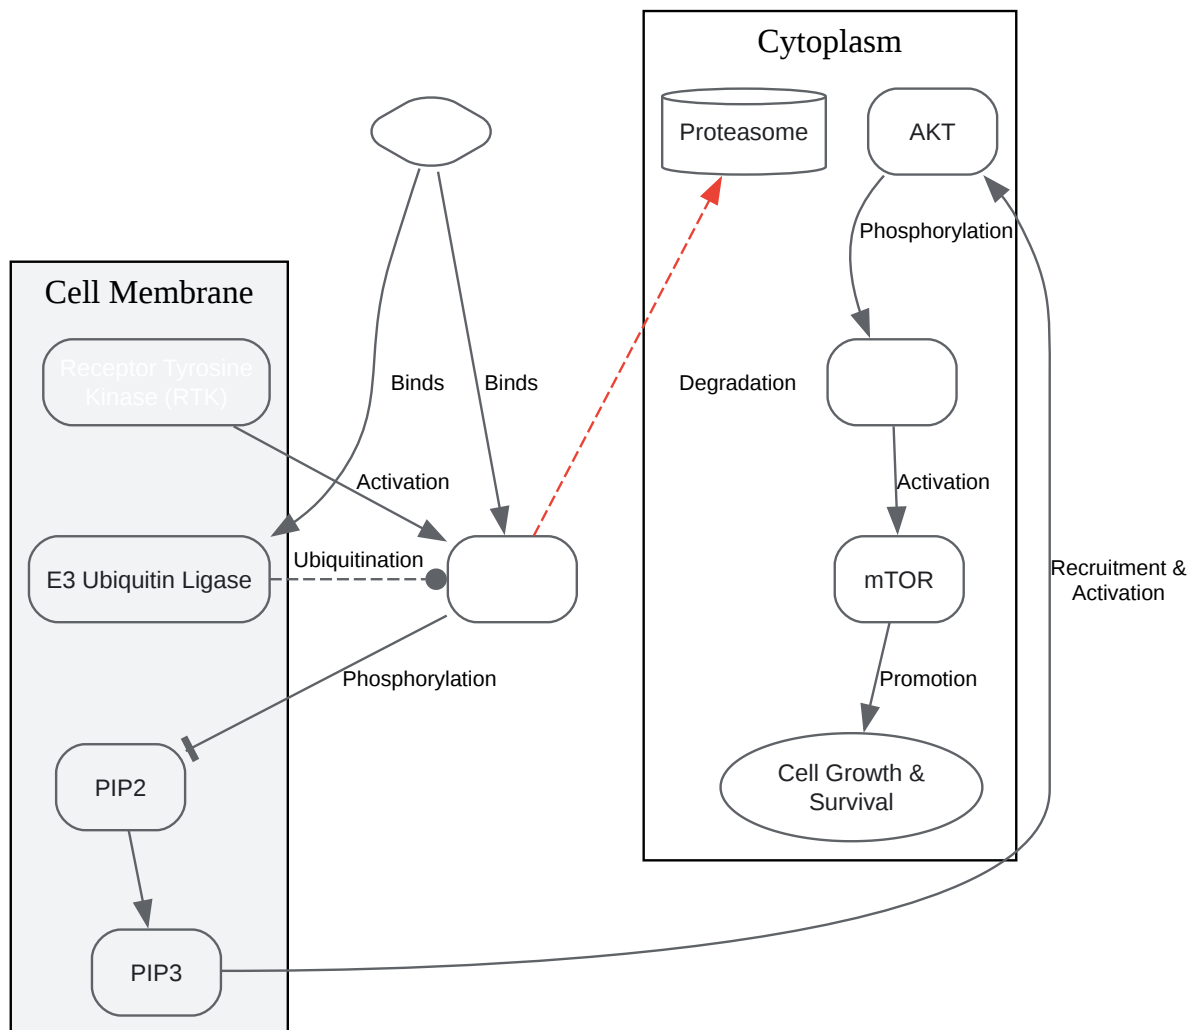 Cytoplasm
Proteasome
AKT
Phosphorylation
Cell Membrane
Receptor Tyrosine
Kinase (RTK)
Binds
Binds
Degradation
Activation
Activation
Ubiquitination
E3 Ubiquitin Ligase
mTOR
Recruitment &
Activation
Phosphorylation
Promotion
PIP2
Cell Growth &
Survival
PIP3